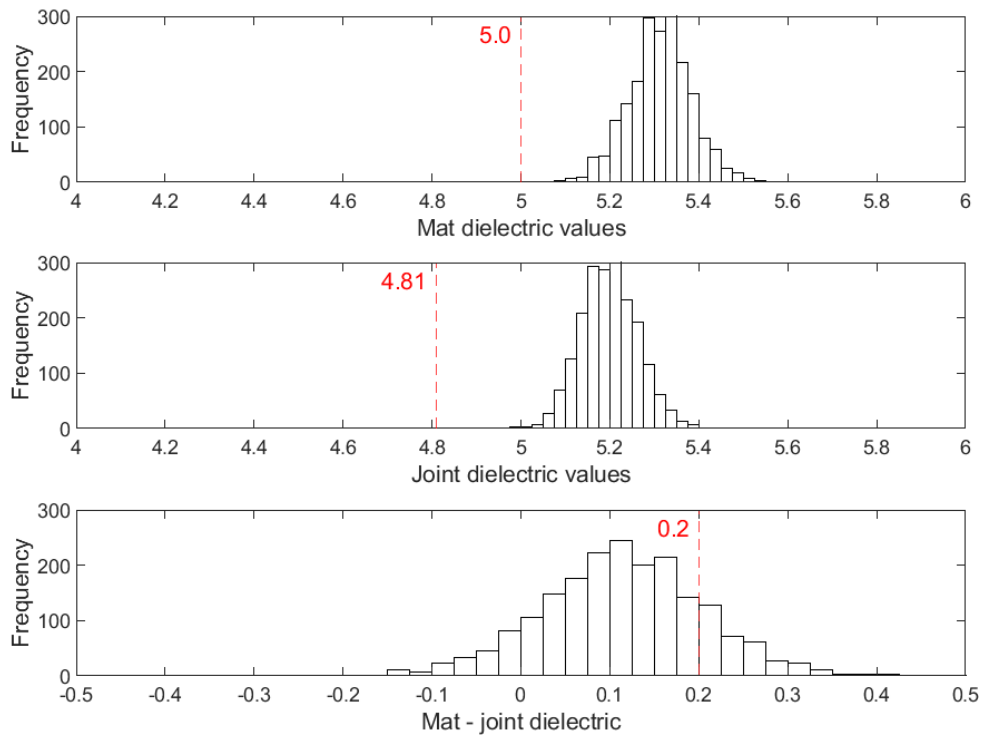 300
200
100
0
Frequency
5.0
4 4.2 4.4 4.6 4.8 5 5.2 5.4 5.6 5.8 6
Mat dielectric values
300
200
100
0
Frequency
4.81
4 4.2 4.4 4.6 4.8 5 5.2 5.4 5.6 5.8 6
Joint dielectric values
300
200
100
0
Frequency
0.2
-0.5 -0.4 -0.3 -0.2 -0.1 0 0.1 0.2 0.3 0.4 0.5
Mat - joint dielectric